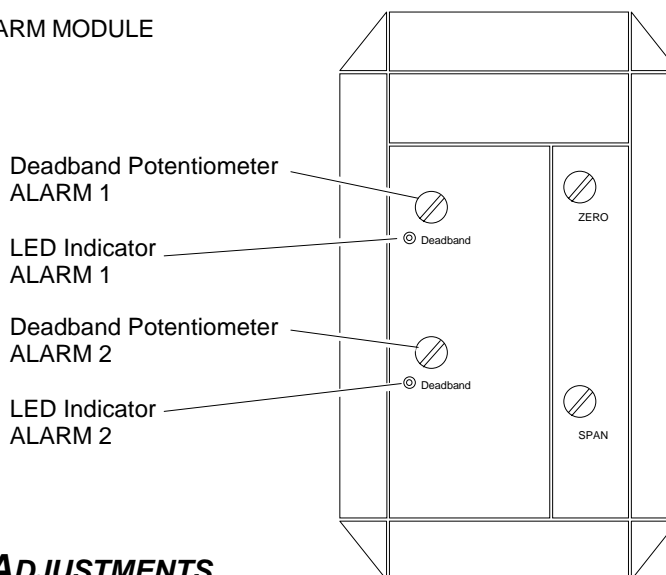 ARM MODULE
Deadband Potentiometer
ALARM 1
ZERO
Deadband
LED Indicator
ALARM 1
Deadband Potentiometer
ALARM 2
Deadband
LED Indicator
ALARM 2
SPAN
ADJUSTMENTS